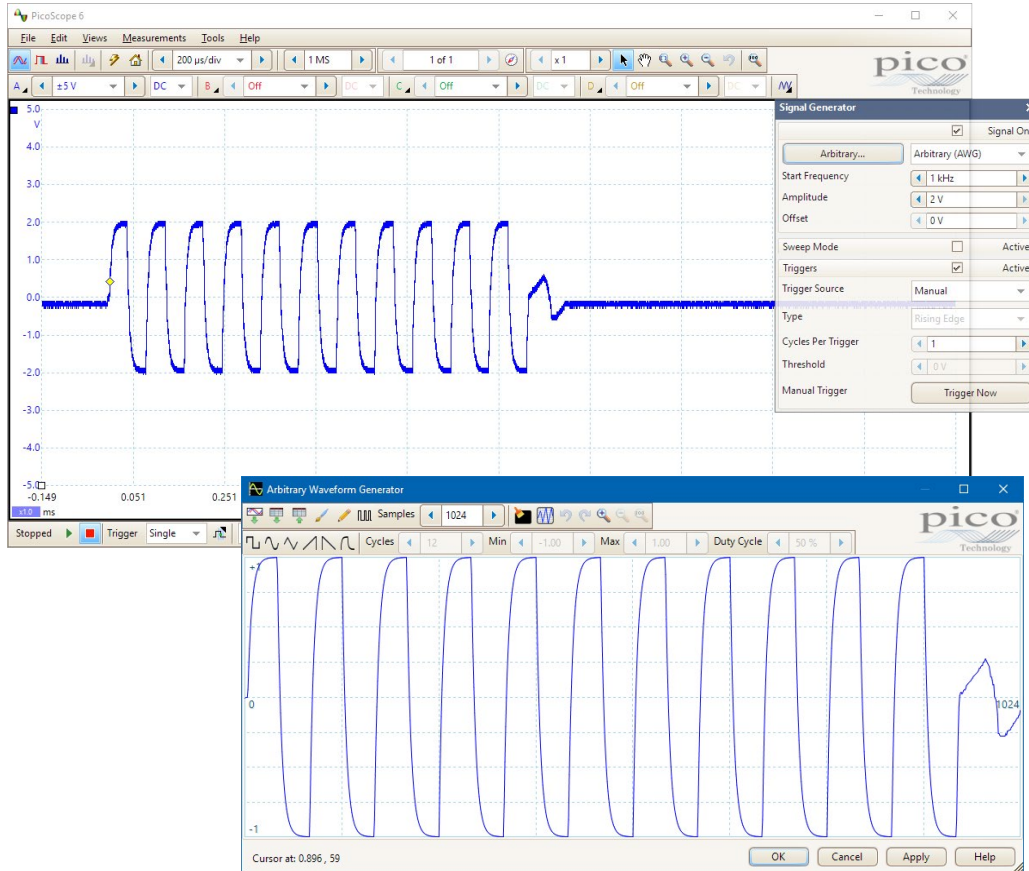 PicoScope 6
File Edit Views Measurements Tools Help
200 µs/div 1 MS 1 of 1 x 1
pico
Technology
A ±5 V DC B Off DC C Off DC D Off DC
5.0
V
4.0
3.0
2.0
1.0
0.0
-1.0
-2.0
-3.0
-4.0
-5.0
-0.149 0.051 0.251
x1.0 ms
Stopped Trigger Single
Signal Generator
Signal On
Arbitrary... Arbitrary (AWG)
Start Frequency 1 kHz
Amplitude 2 V
Offset 0 V
Sweep Mode Active
Triggers Active
Trigger Source Manual
Type Rising Edge
Cycles Per Trigger 1
Threshold 0 V
Manual Trigger Trigger Now
Arbitrary Waveform Generator
Samples 1024
pico
Technology
Cycles 12 Min -1.00 Max 1.00 Duty Cycle 50 %
+1
0 1024
-1
Cursor at: 0.896 , 59 OK Cancel Apply Help